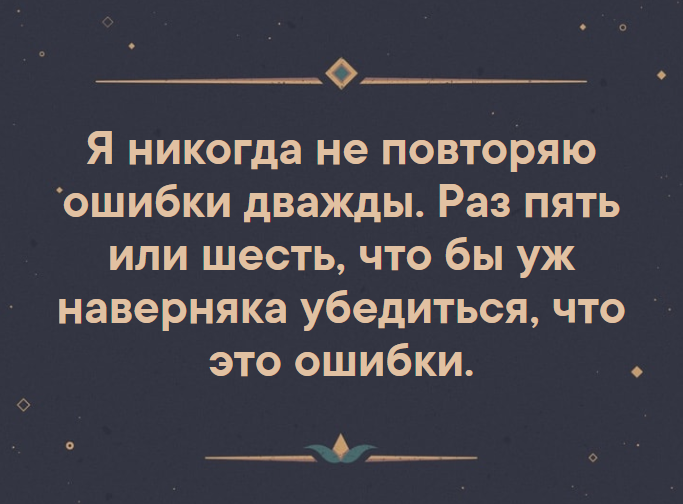 Я никогда не повторяю
ошибки дважды. Раз пять
или шесть, что бы уж
наверняка убедиться, что
это ошибки.